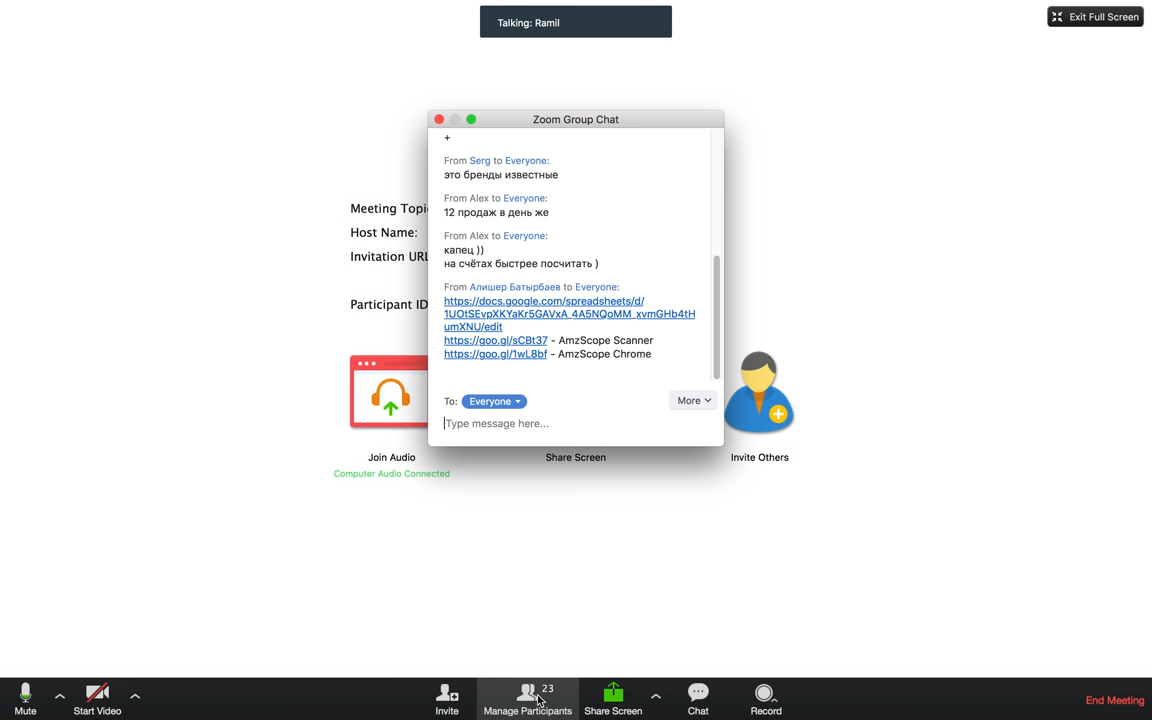 Talking: Ramil
Exit Full Screen
Zoom Group Chat
+
From Serg to Everyone:
это бренды известные
From Alex to Everyone:
12 продаж в день же
From Alex to Everyone:
капец ))
на счётах быстрее посчитать )
From Алишер Батырбаев to Everyone:
https://docs.google.com/spreadsheets/d/
1UOtSEvpXKYaKr5GAVxA_4A5NQoMM_xvmGHb4tH
umXNU/edit
https://goo.gl/sCBt37 - AmzScope Scanner
https://goo.gl/1wL8bf - AmzScope Chrome
To: Everyone
More
Type message here...
Meeting Topi
Host Name:
Invitation URL
Participant ID
Join Audio
Share Screen
Invite Others
Computer Audio Connected
Mute
Start Video
Invite
23
Manage Participants
Share Screen
Chat
Record
End Meeting